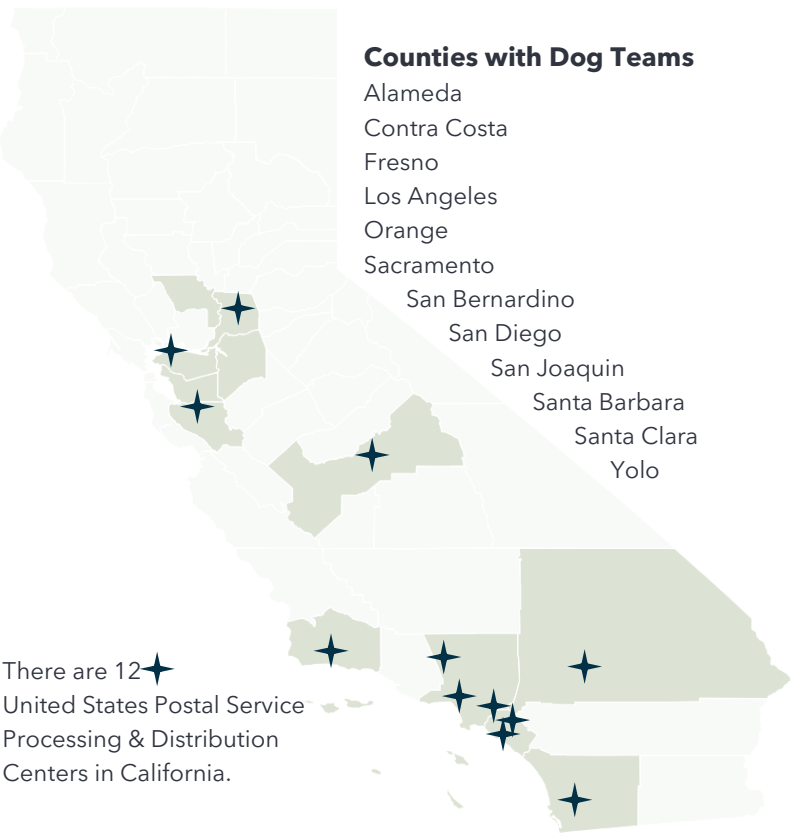 Counties with Dog Teams
Alameda
Contra Costa
Fresno
Los Angeles
Orange
Sacramento
San Bernardino
San Diego
San Joaquin
Santa Barbara
Santa Clara
Yolo
There are 12
United States Postal Service
Processing & Distribution
Centers in California.